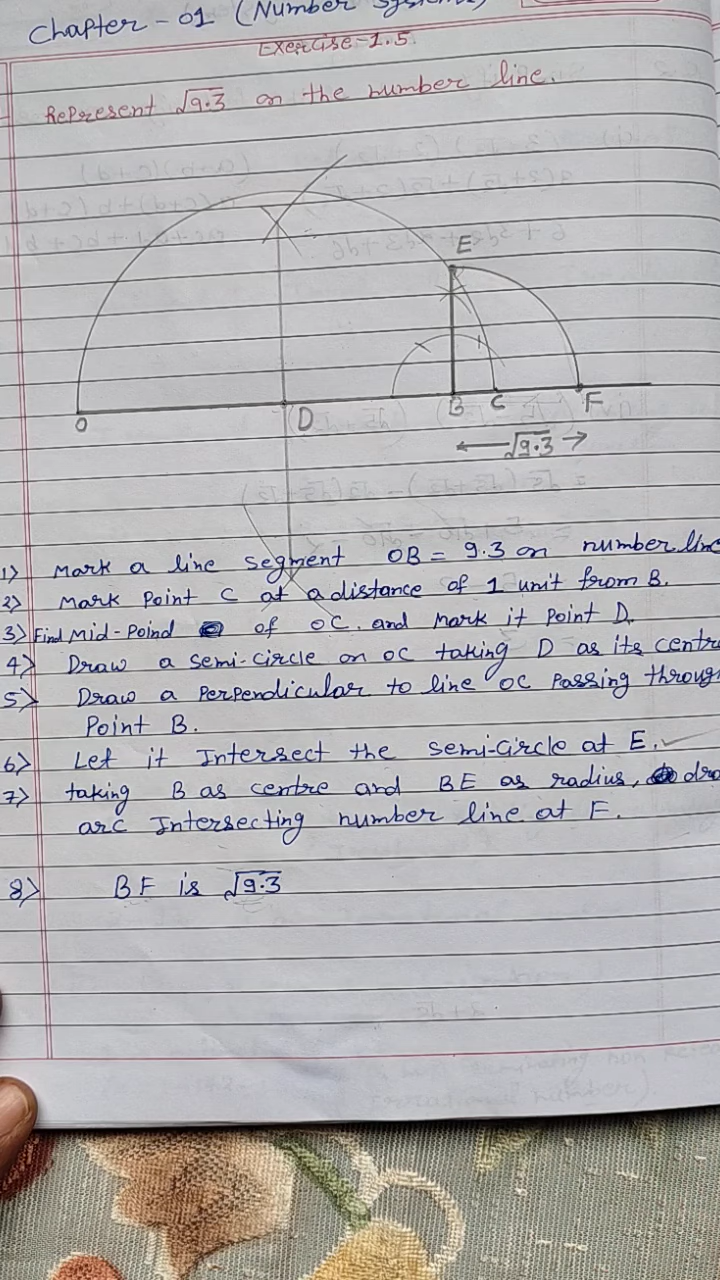 Chapter - 01 (Number System)
Exercise-1.5
Represent √9.3 on the number line.
E
O
D
B
C
F
← √9.3 →
1) Mark a line segment OB = 9.3 on number line
2) Mark Point C at a distance of 1 unit from B.
3) Find Mid-Poind of OC. and Mark it Point D.
4) Draw a semi-circle on OC taking D as its centre
5) Draw a Perpendicular to line OC Passing through
Point B.
6) Let it Intersect the semi-circle at E.
7) taking B as centre and BE as radius,
arc Intersecting number line at F.
8) BF is √9.3